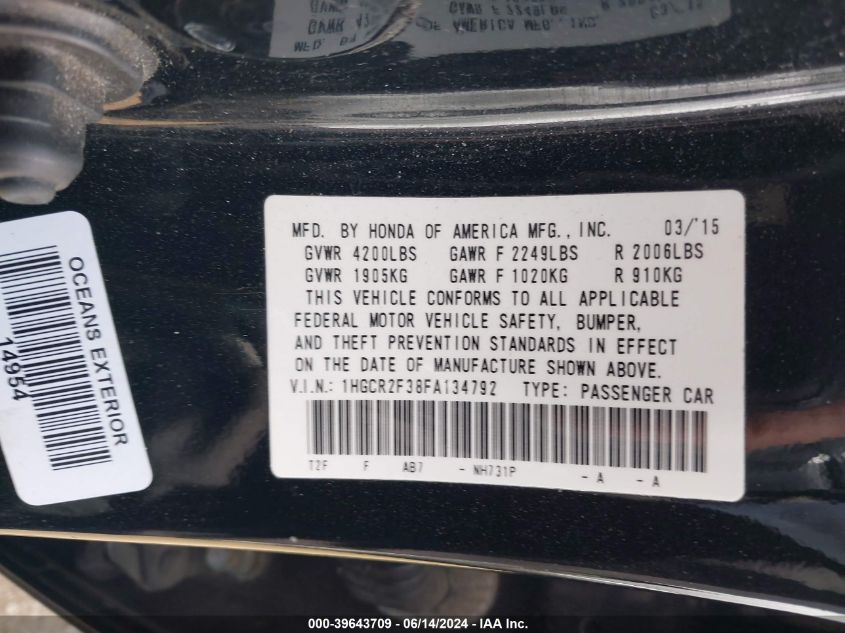 MFD. BY HONDA OF AMERICA MFG., INC. 03/'15
GVWR 4200LBS GAWR F 2249LBS R 2006LBS
GVWR 1905KG GAWR F 1020KG R 910KG
THIS VEHICLE CONFORMS TO ALL APPLICABLE
FEDERAL MOTOR VEHICLE SAFETY, BUMPER,
AND THEFT PREVENTION STANDARDS IN EFFECT
ON THE DATE OF MANUFACTURE SHOWN ABOVE.
V.I.N.: 1HGCR2F38FA134792 TYPE: PASSENGER CAR
T2F F AB7 - NH731P - A - A
OCEANS EXTERIOR
14954
000-39643709 - 06/14/2024 - IAA Inc.